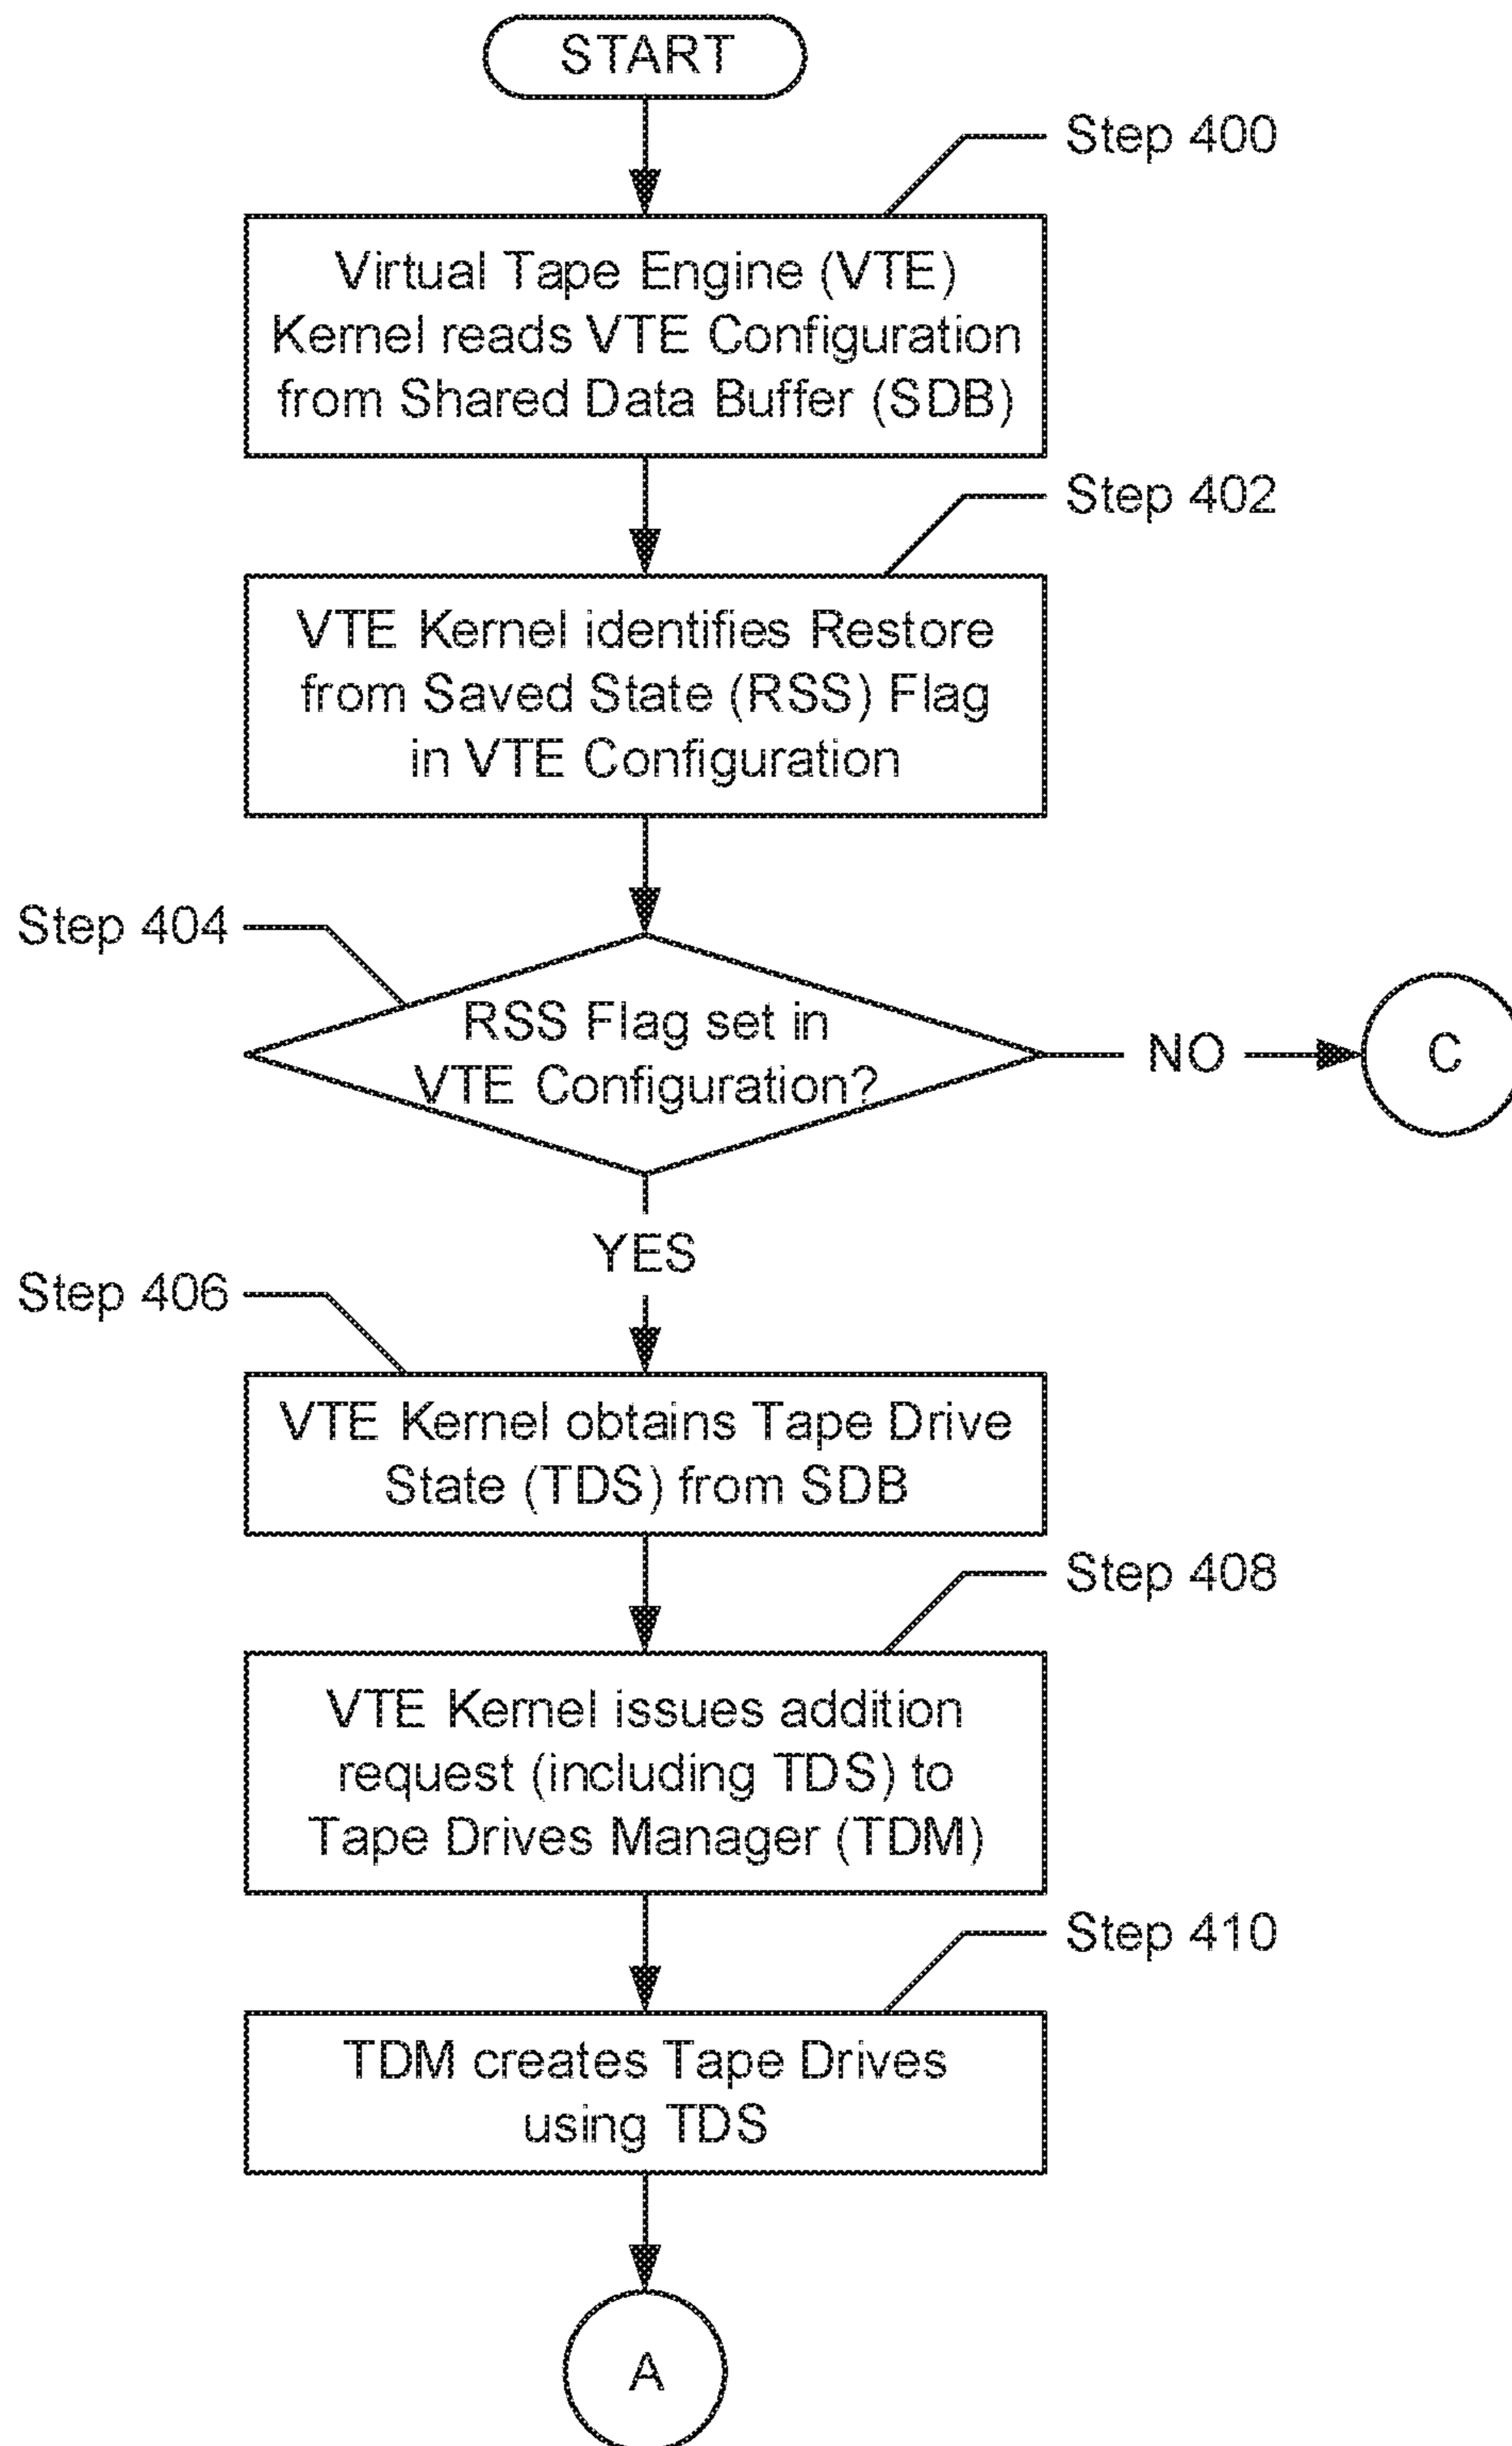 START
Step 400
Virtual Tape Engine (VTE)
Kernel reads VTE Configuration
from Shared Data Buffer (SDB)
Step 402
VTE Kernel identifies Restore
from Saved State (RSS) Flag
in VTE Configuration
Step 404
RSS Flag set in
VTE Configuration?
NO
C
YES
Step 406
VTE Kernel obtains Tape Drive
State (TDS) from SDB
Step 408
VTE Kernel issues addition
request (including TDS) to
Tape Drives Manager (TDM)
Step 410
TDM creates Tape Drives
using TDS
A